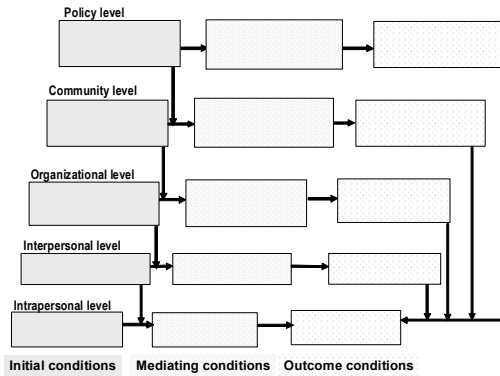 Policy level
Community level
Organizational level
Interpersonal level
Intrapersonal level
Initial conditions Mediating conditions Outcome conditions